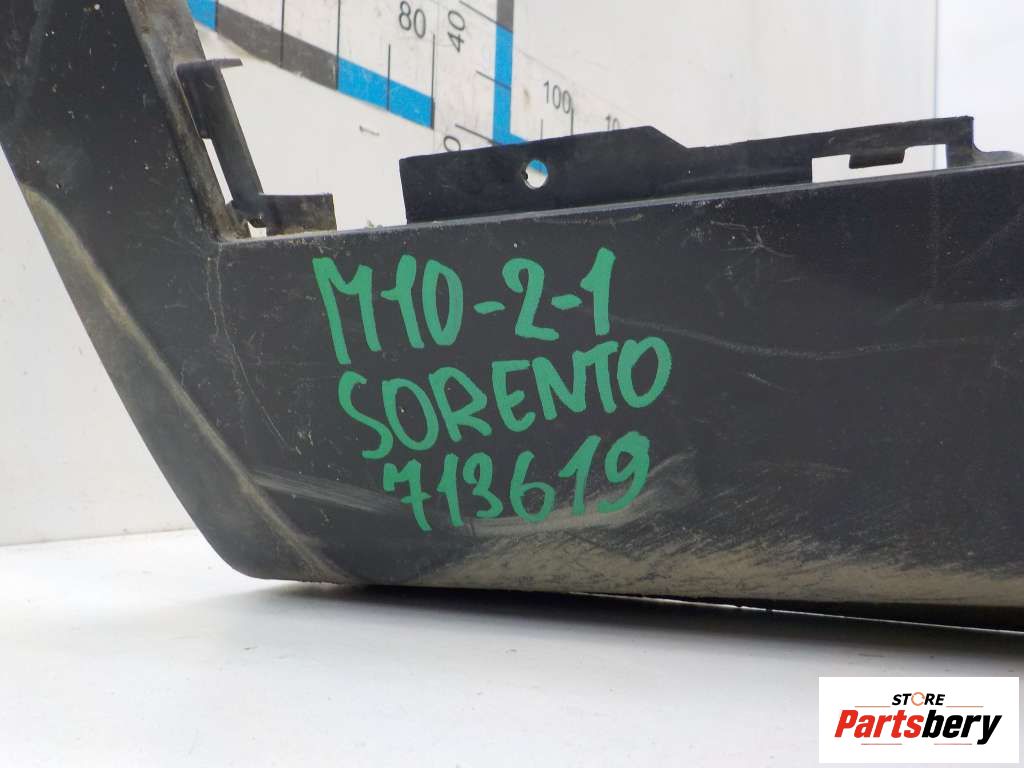 80
40
100
M10-2-1
SORENTO
713619
STORE
Partsbery